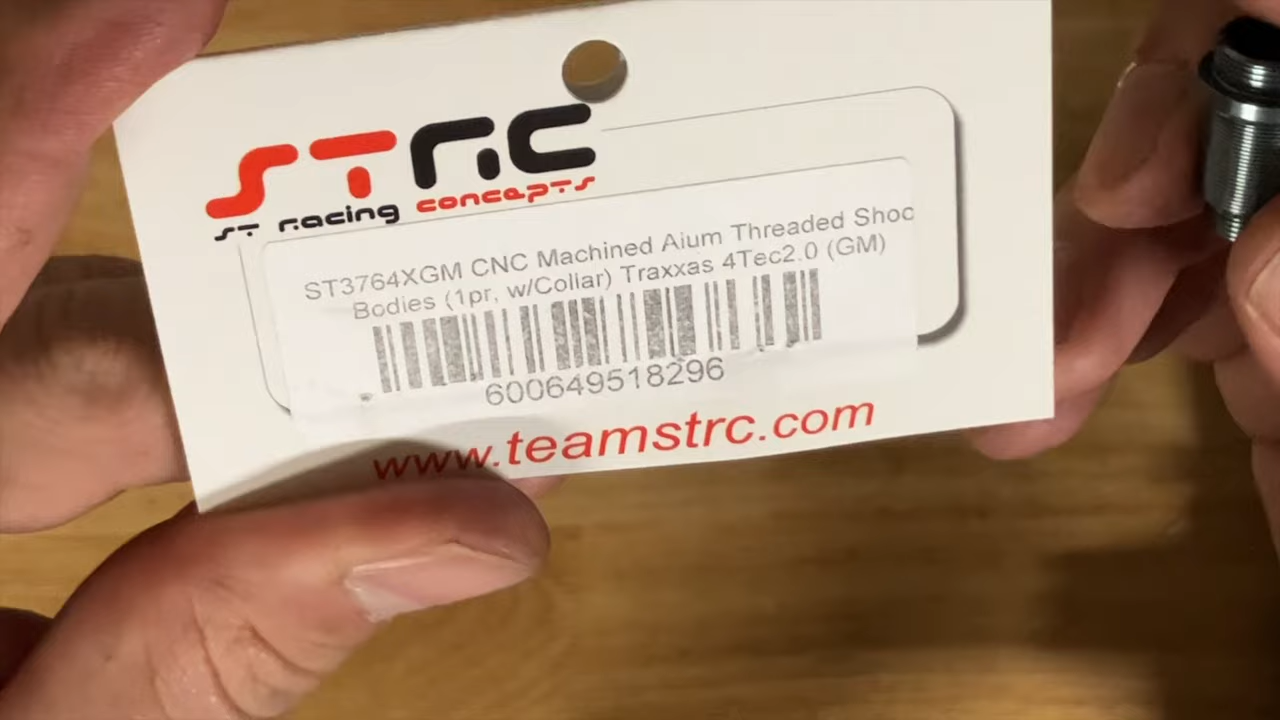 STRC
ST racing concepts
ST3764XGM CNC Machined Aium Threaded Shoc
Bodies (1pr, w/Collar) Traxxas 4Tec2.0 (GM)
600649518296
www.teamstrc.com